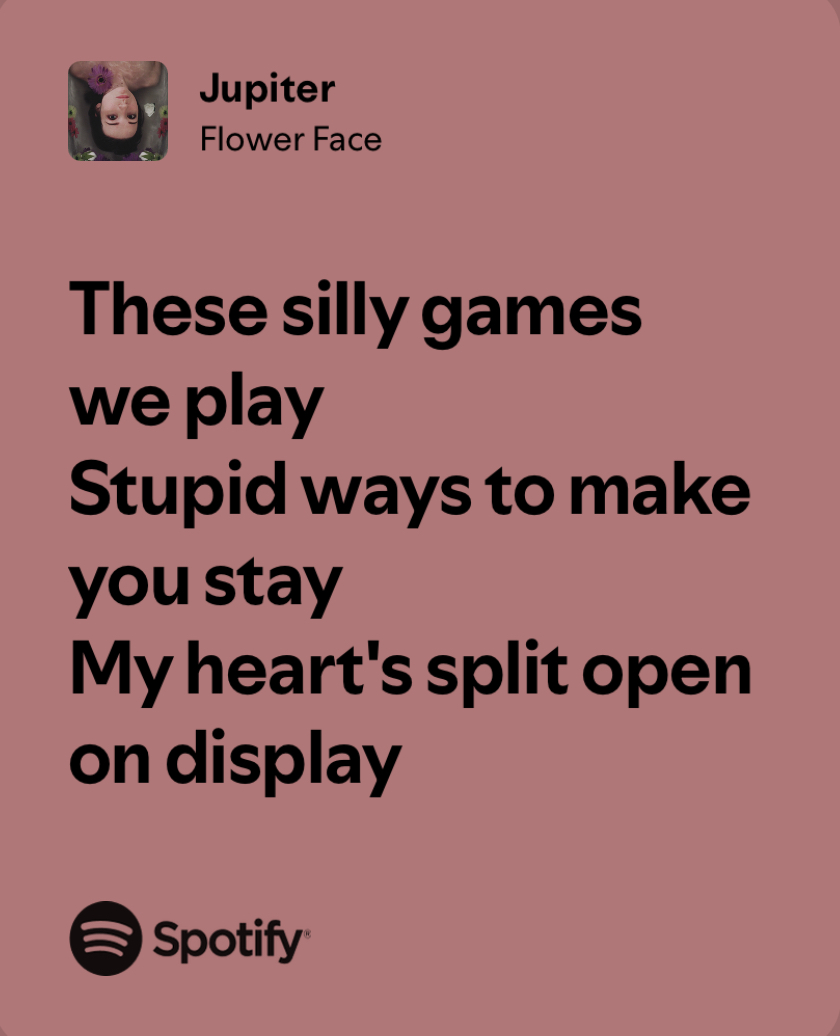 Jupiter
Flower Face
These silly games
we play
Stupid ways to make
you stay
My heart's split open
on display
Spotify®